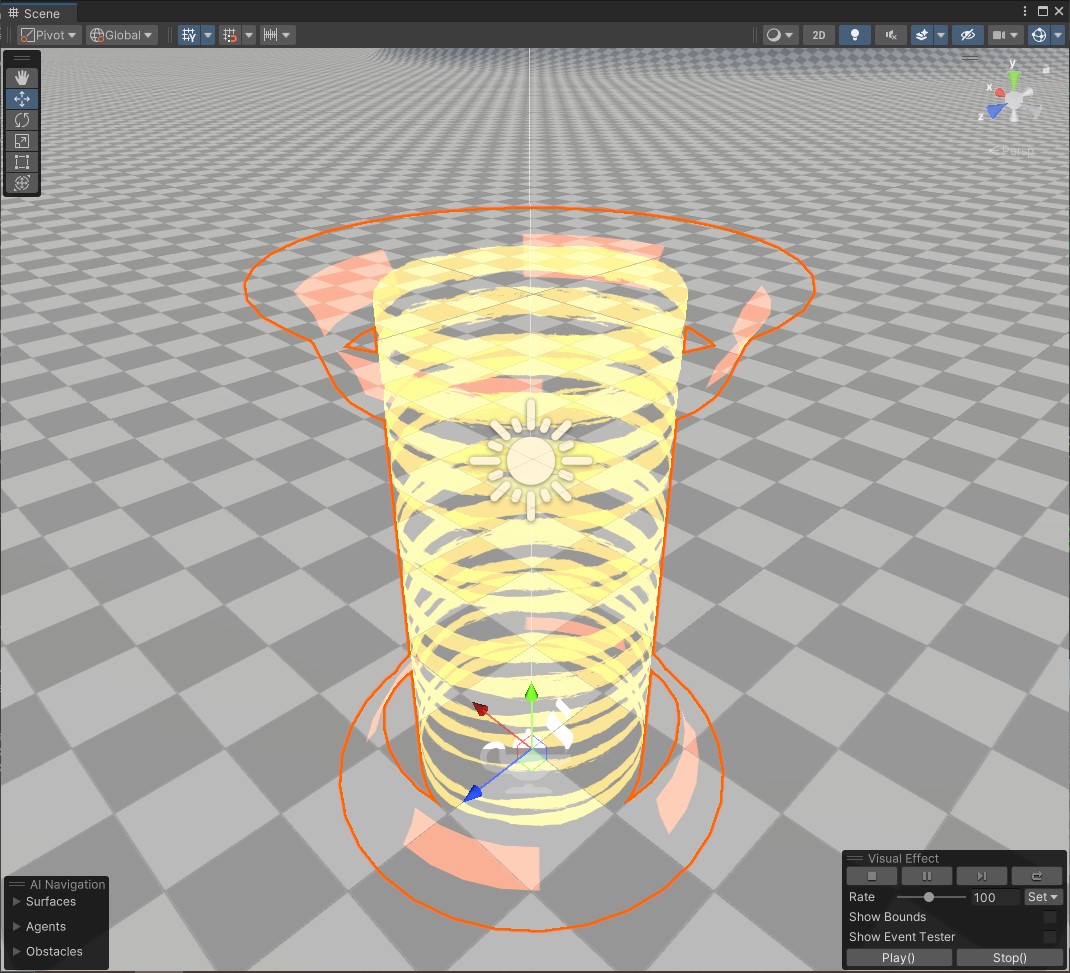 Scene
Pivot Global 2D
y
x
z
Persp
AI Navigation
Surfaces
Agents
Obstacles
Visual Effect
Rate 100 Set
Show Bounds
Show Event Tester
Play() Stop()